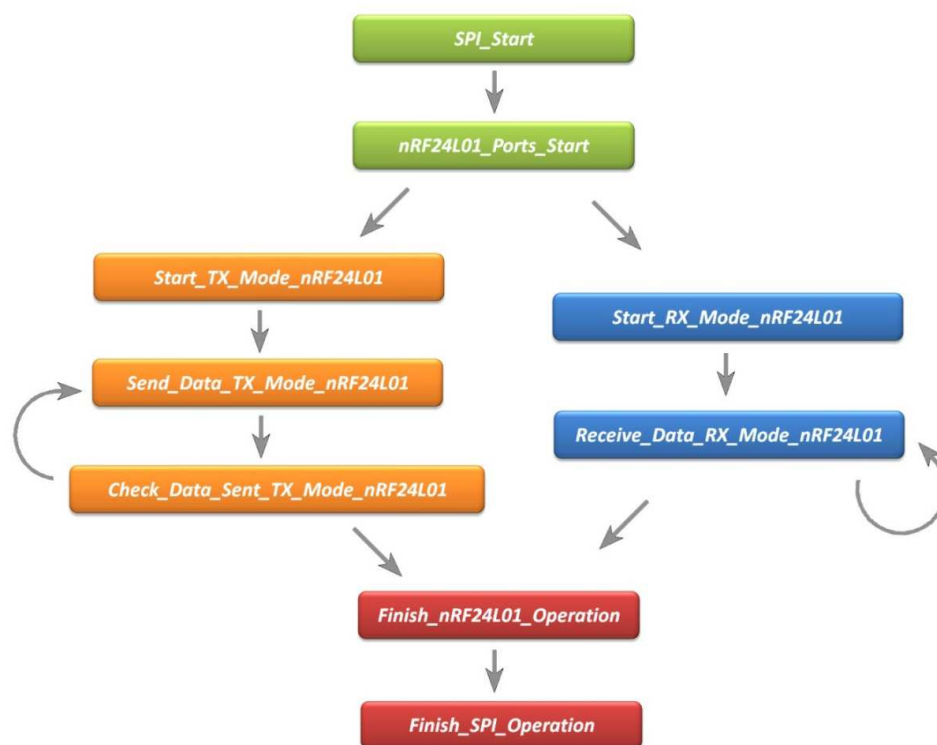 SPI_Start
nRF24L01_Ports_Start
Start_TX_Mode_nRF24L01
Start_RX_Mode_nRF24L01
Send_Data_TX_Mode_nRF24L01
Receive_Data_RX_Mode_nRF24L01
Check_Data_Sent_TX_Mode_nRF24L01
Finish_nRF24L01_Operation
Finish_SPI_Operation